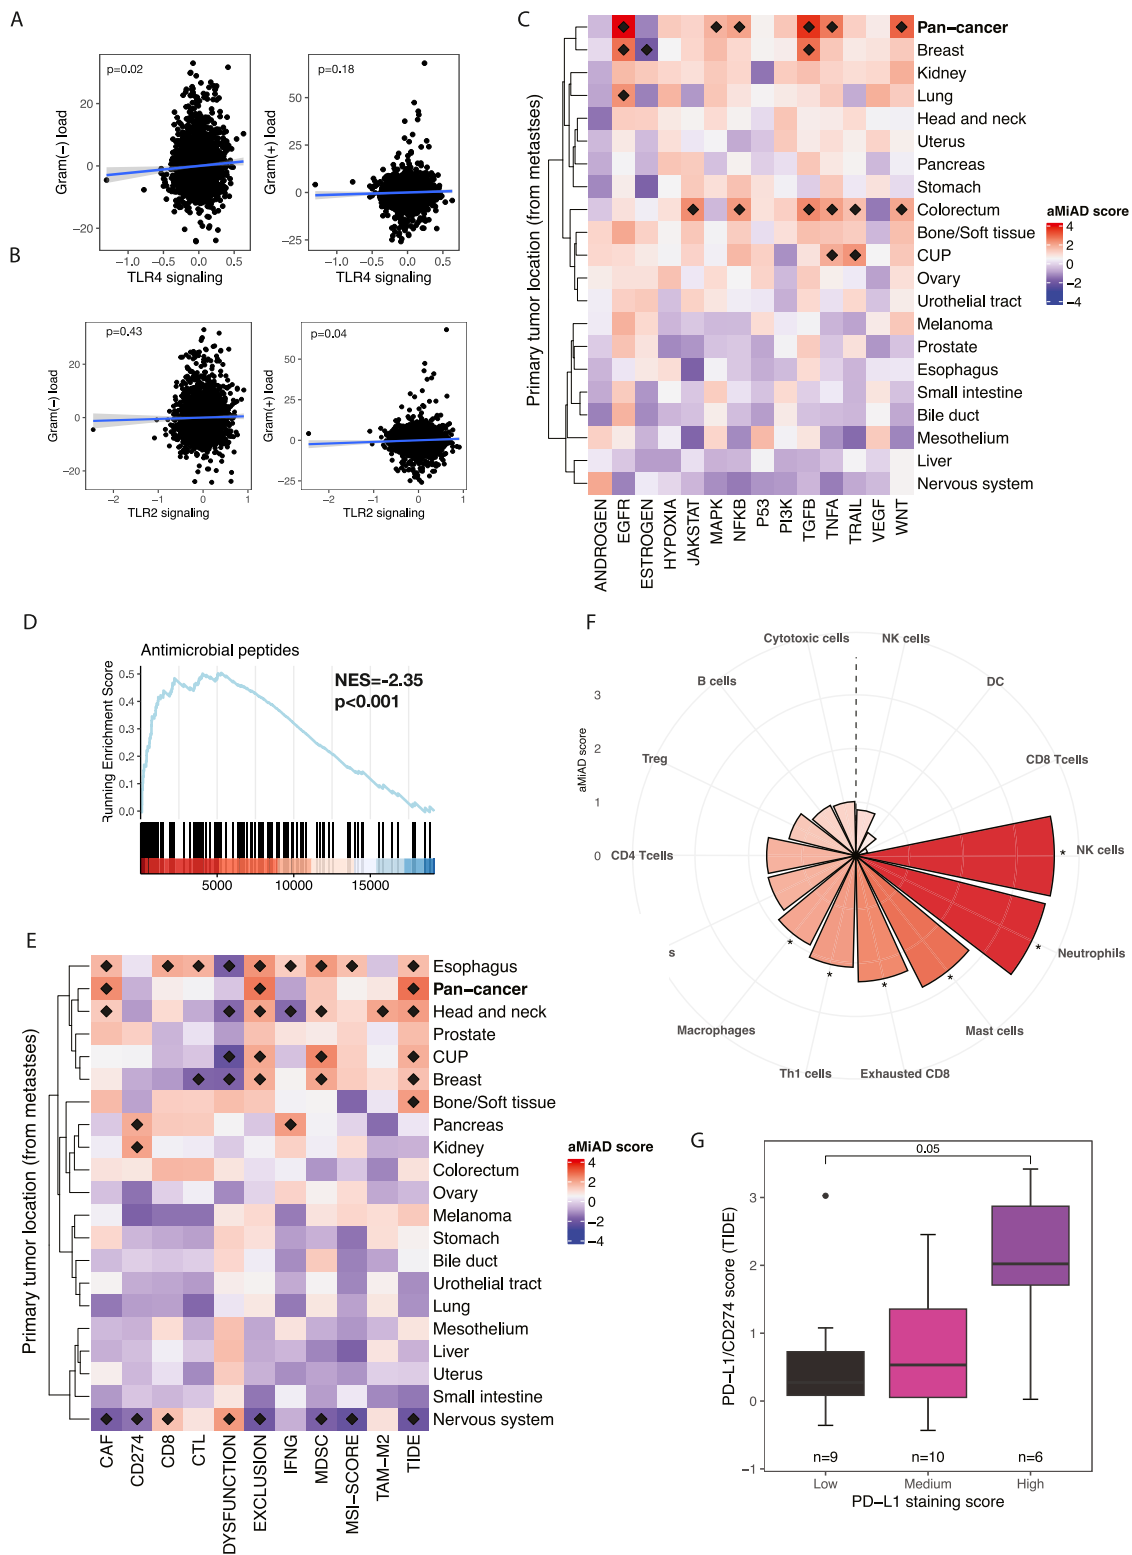 A
p=0.02
Gram(−) load
20
0
−20
−1.0
−0.5
0.0
0.5
TLR4 signaling
p=0.18
Gram(+) load
50
25
0
−25
−1.0
−0.5
0.0
0.5
TLR4 signaling
B
p=0.43
Gram(−) load
20
0
−20
−2
−1
0
1
TLR2 signaling
p=0.04
Gram(+) load
50
25
0
−25
−2
−1
0
1
TLR2 signaling
C
Primary tumor location (from metastses)
Pan−cancer
Breast
Kidney
Lung
Head and neck
Uterus
Pancreas
Stomach
Colorectum
Bone/Soft tissue
CUP
Ovary
Urothelial tract
Melanoma
Prostate
Esophagus
Small intestine
Bile duct
Mesothelium
Liver
Nervous system
ANDROGEN
EGFR
ESTROGEN
HYPOXIA
JAKSTAT
MAPK
NFKB
P53
PI3K
TGFB
TNFA
TRAIL
VEGF
WNT
aMiAD score
4
2
0
−2
−4
D
Antimicrobial peptides
Running Enrichment Score
0.5
0.4
0.3
0.2
0.1
0.0
NES=-2.35
p<0.001
5000
10000
15000
E
Primary tumor location (from metastases)
Esophagus
Pan−cancer
Head and neck
Prostate
CUP
Breast
Bone/Soft tissue
Pancreas
Kidney
Colorectum
Ovary
Melanoma
Stomach
Bile duct
Urothelial tract
Lung
Mesothelium
Liver
Uterus
Small intestine
Nervous system
CAF
CD274
CD8
CTL
DYSFUNCTION
EXCLUSION
IFNG
MDSC
MSI−SCORE
TAM−M2
TIDE
aMiAD score
4
2
0
−2
−4
F
aMiAD score
3
2
1
0
Cytotoxic cells
NK cells
B cells
DC
Treg
CD8 Tcells
CD4 Tcells
* NK cells
s
* Neutrophils
Macrophages
*
* Mast cells
Th1 cells
*
Exhausted CD8
*
G
PD−L1/CD274 score (TIDE)
3
2
1
0
−1
0.05
n=9
n=10
n=6
Low
Medium
High
PD−L1 staining score